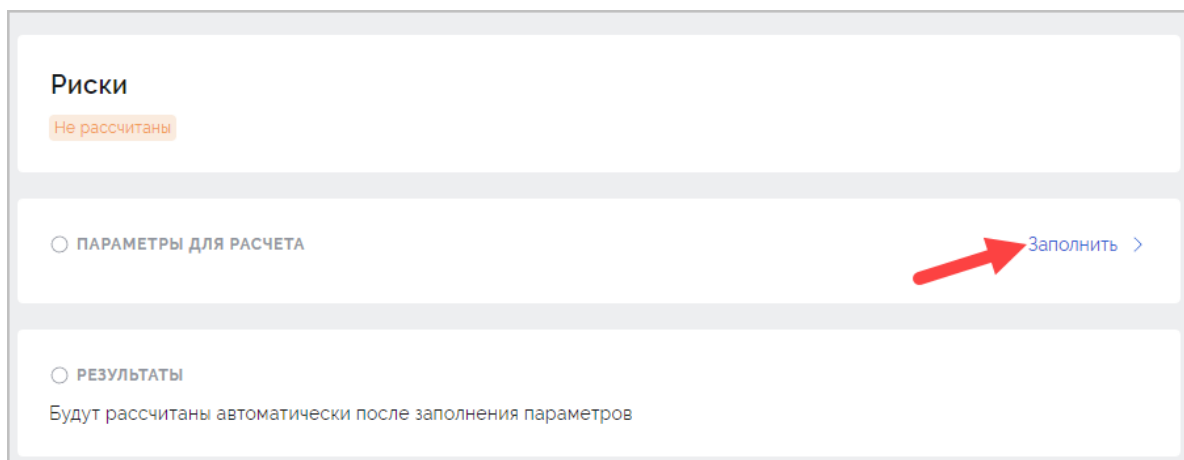 Риски
Не рассчитаны
ПАРАМЕТРЫ ДЛЯ РАСЧЕТА
Заполнить >
РЕЗУЛЬТАТЫ
Будут рассчитаны автоматически после заполнения параметров